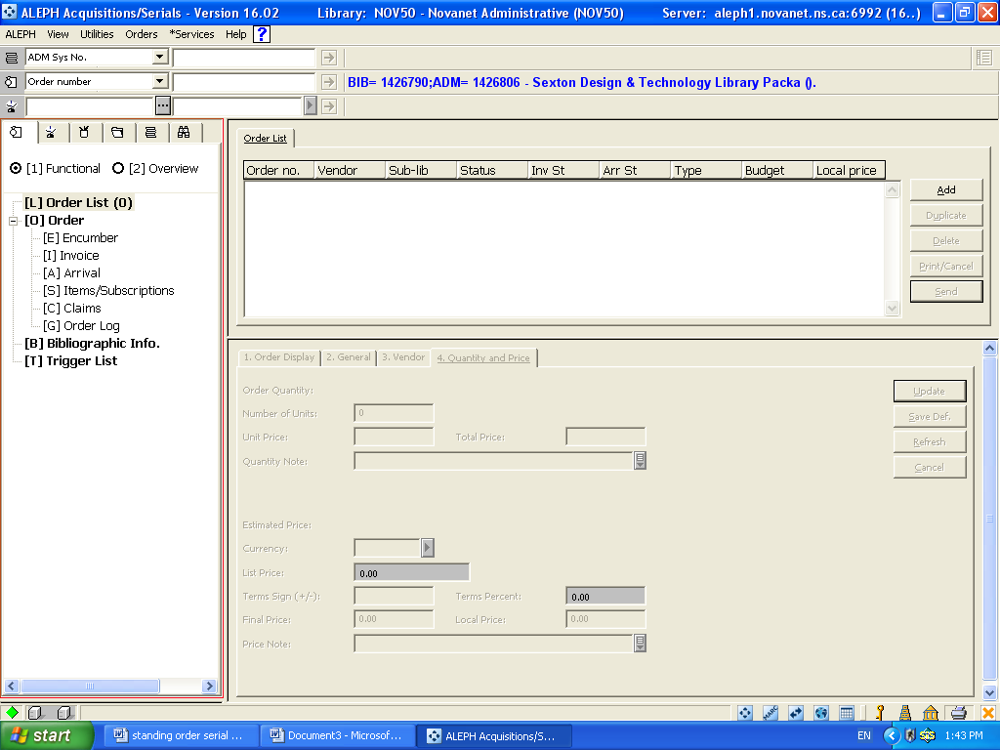 ALEPH Acquisitions/Serials - Version 16.02 Library: NOV50 - Novanet Administrative (NOV50) Server: aleph1.novanet.ns.ca:6992 (16..)
ALEPH View Utilities Orders *Services Help ?
ADM Sys No.
Order number BIB= 1426790;ADM= 1426806 - Sexton Design & Technology Library Packa ().
...
[1] Functional [2] Overview
[L] Order List (0)
[O] Order
[E] Encumber
[I] Invoice
[A] Arrival
[S] Items/Subscriptions
[C] Claims
[G] Order Log
[B] Bibliographic Info.
[T] Trigger List
Order List
Order no. Vendor Sub-lib Status Inv St Arr St Type Budget Local price
Add
Duplicate
Delete
Print/Cancel
Send
1. Order Display 2. General 3. Vendor 4. Quantity and Price
Order Quantity:
Number of Units: 0
Unit Price: Total Price:
Quantity Note:
Update
Save Def.
Refresh
Cancel
Estimated Price:
Currency:
List Price: 0.00
Terms Sign (+/-): Terms Percent: 0.00
Final Price: 0.00 Local Price: 0.00
Price Note:
MARC
start standing order serial ... Document3 - Microsof... ALEPH Acquisitions/S... EN 1:43 PM